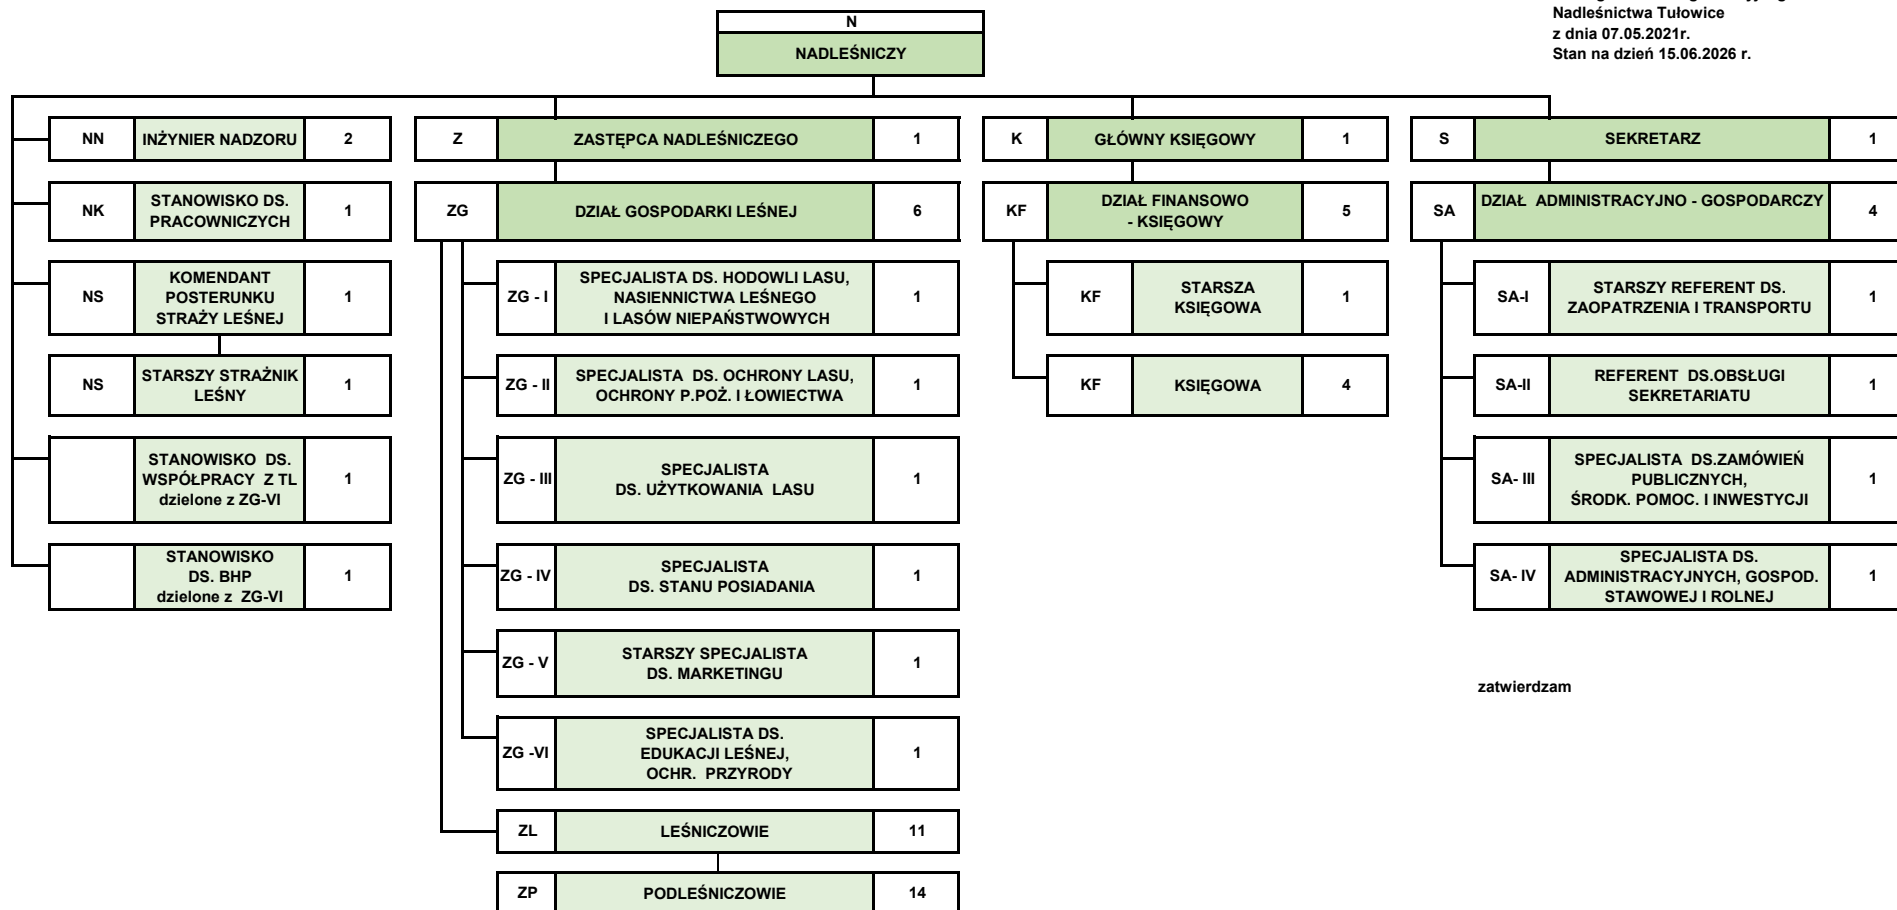 Nadleśnictwa Tułowice
z dnia 07.05.2021r.
Stan na dzień 15.06.2026 r.
N
NADLEŚNICZY
NN
INŻYNIER NADZORU
2
NK
STANOWISKO DS.
PRACOWNICZYCH
1
NS
KOMENDANT
POSTERUNKU
STRAŻY LEŚNEJ
1
NS
STARSZY STRAŻNIK
LEŚNY
1
STANOWISKO DS.
WSPÓŁPRACY Z TL
dzielone z ZG-VI
1
STANOWISKO
DS. BHP
dzielone z ZG-VI
1
Z
ZASTĘPCA NADLEŚNICZEGO
1
ZG
DZIAŁ GOSPODARKI LEŚNEJ
6
ZG - I
SPECJALISTA DS. HODOWLI LASU,
NASIENNICTWA LEŚNEGO
I LASÓW NIEPAŃSTWOWYCH
1
ZG - II
SPECJALISTA DS. OCHRONY LASU,
OCHRONY P.POŻ. I ŁOWIECTWA
1
ZG - III
SPECJALISTA
DS. UŻYTKOWANIA LASU
1
ZG - IV
SPECJALISTA
DS. STANU POSIADANIA
1
ZG - V
STARSZY SPECJALISTA
DS. MARKETINGU
1
ZG -VI
SPECJALISTA DS.
EDUKACJI LEŚNEJ,
OCHR. PRZYRODY
1
ZL
LEŚNICZOWIE
11
ZP
PODLEŚNICZOWIE
14
K
GŁÓWNY KSIĘGOWY
1
KF
DZIAŁ FINANSOWO
- KSIĘGOWY
5
KF
STARSZA
KSIĘGOWA
1
KF
KSIĘGOWA
4
S
SEKRETARZ
1
SA
DZIAŁ ADMINISTRACYJNO - GOSPODARCZY
4
SA-I
STARSZY REFERENT DS.
ZAOPATRZENIA I TRANSPORTU
1
SA-II
REFERENT DS.OBSŁUGI
SEKRETARIATU
1
SA- III
SPECJALISTA DS.ZAMÓWIEŃ
PUBLICZNYCH,
ŚRODK. POMOC. I INWESTYCJI
1
SA- IV
SPECJALISTA DS.
ADMINISTRACYJNYCH, GOSPOD.
STAWOWEJ I ROLNEJ
1
zatwierdzam